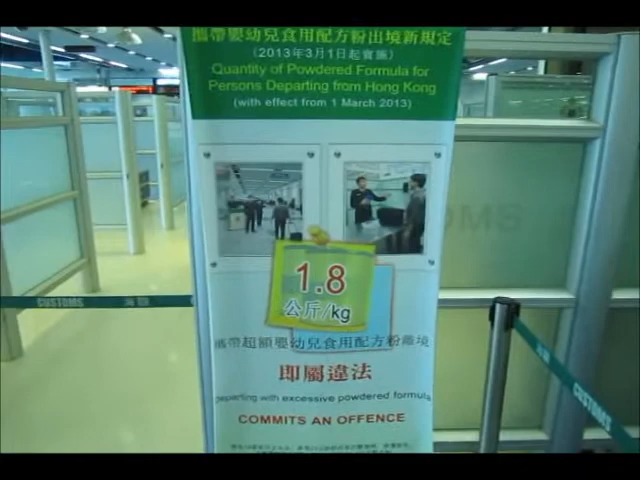 攜帶嬰幼兒食用配方粉出境新規定
(2013年3月1日起實施)
Quantity of Powdered Formula for
Persons Departing from Hong Kong
(with effect from 1 March 2013)
1.8
公斤/kg
CUSTOMS 海關
攜帶超額嬰幼兒食用配方粉離境
即屬違法
departing with excessive powdered formula
COMMITS AN OFFENCE
CUSTOMS